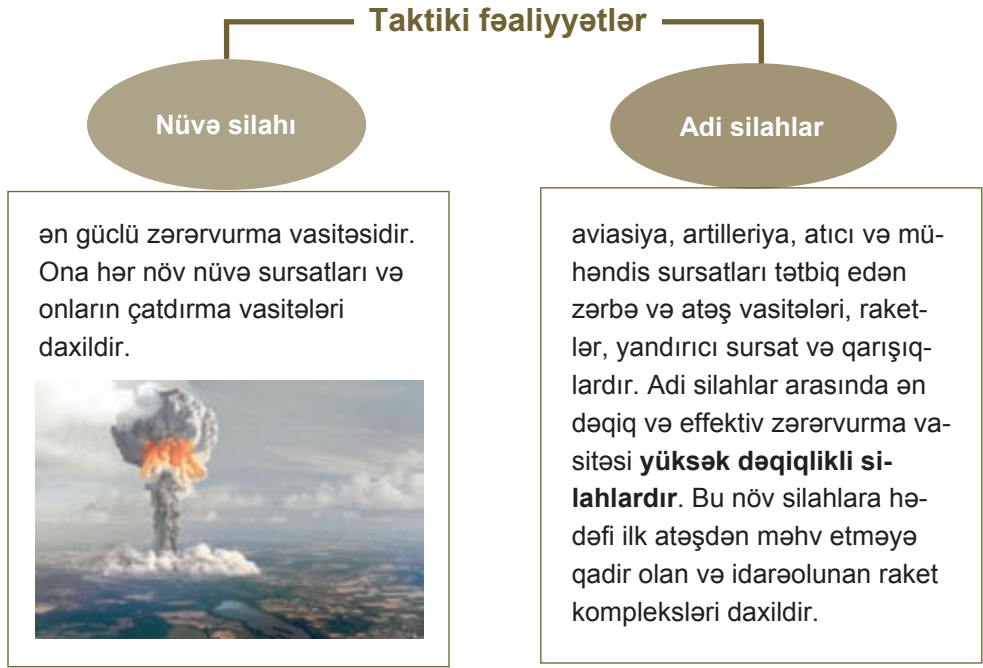 Taktiki fəaliyyətlər
Nüvə silahı
ən güclü zərərvurma vasitəsidir.
Ona hər növ nüvə sursatları və
onların çatdırma vasitələri
daxildir.
Adi silahlar
aviasiya, artilleriya, atıcı və mü-
həndis sursatları tətbiq edən
zərbə və atəş vasitələri, raket-
lər, yandırıcı sursat və qarışıq-
lardır. Adi silahlar arasında ən
dəqiq və effektiv zərərvurma va-
sitəsi yüksək dəqiqlikli si-
lahlardır. Bu növ silahlara hə-
dəfi ilk atəşdən məhv etməyə
qadir olan və idarəolunan raket
kompleksləri daxildir.